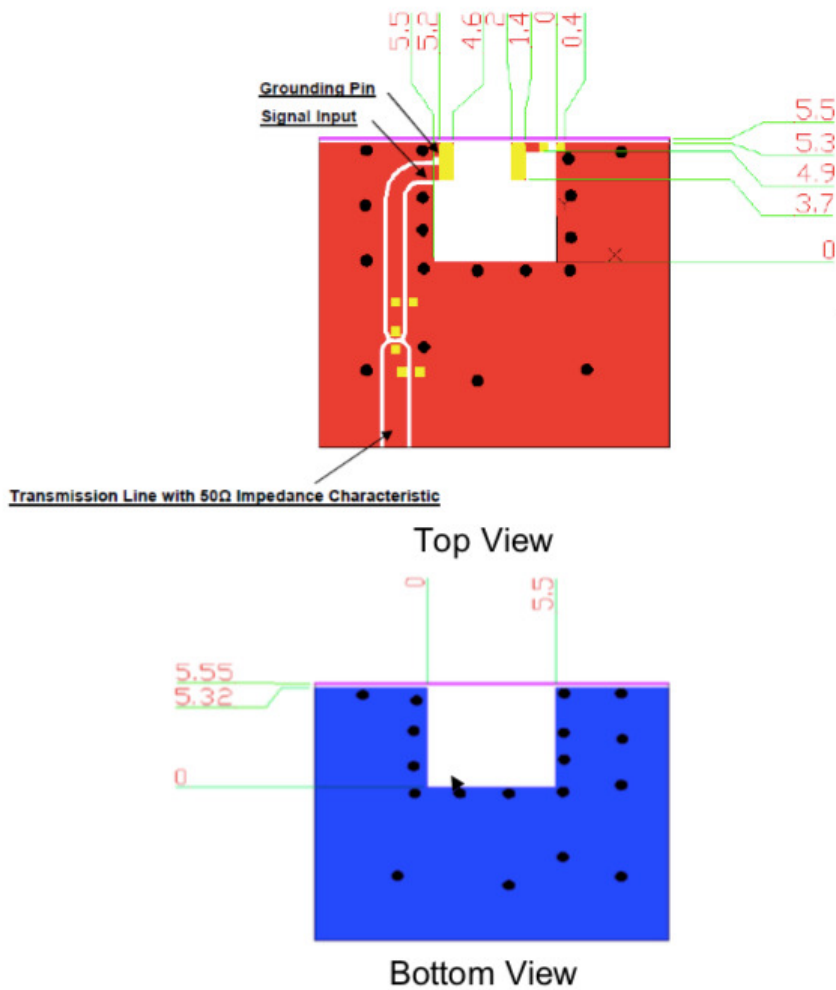 5.5
5.2
4.6
2
1.4
0
0.4
Grounding Pin
Signal Input
5.5
5.3
4.9
3.7
0
Y
X
Transmission Line with 50Ω Impedance Characteristic
Top View
0
5.5
5.55
5.32
0
Bottom View